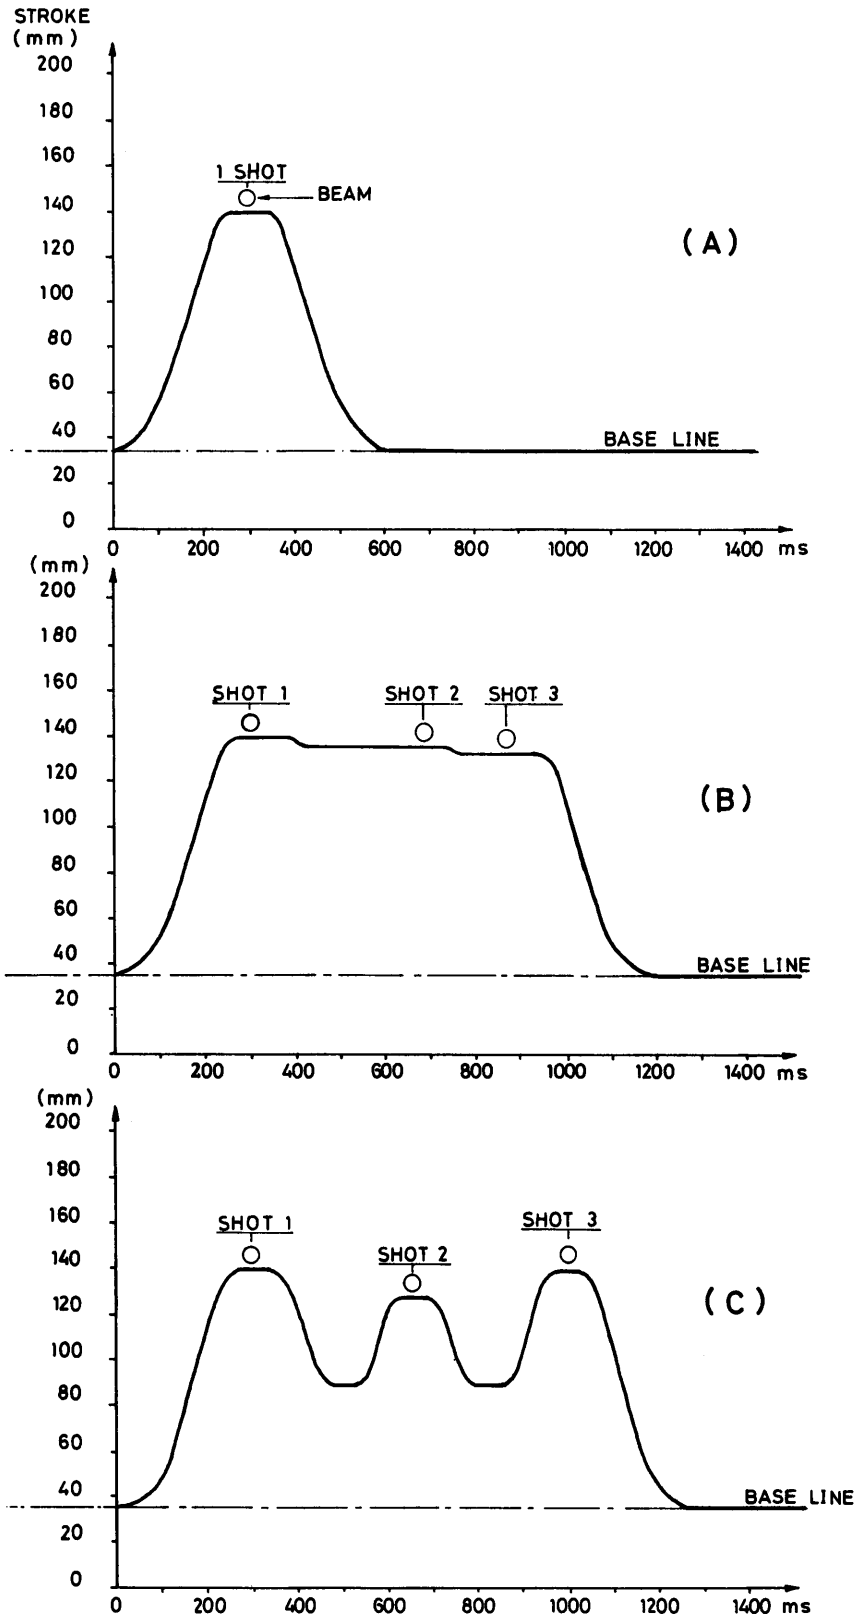 STROKE
(mm)
200
180
160
1 SHOT
BEAM
140
(A)
120
100
80
60
40
BASE LINE
20
0
0 200 400 600 800 1000 1200 1400 ms
(mm)
200
180
160
SHOT 1 SHOT 2 SHOT 3
140
120
(B)
100
80
60
40
BASE LINE
20
0
0 200 400 600 800 1000 1200 1400 ms
(mm)
200
180
160
SHOT 1 SHOT 2 SHOT 3
140
(C)
120
100
80
60
40
BASE LINE
20
0
0 200 400 600 800 1000 1200 1400 ms